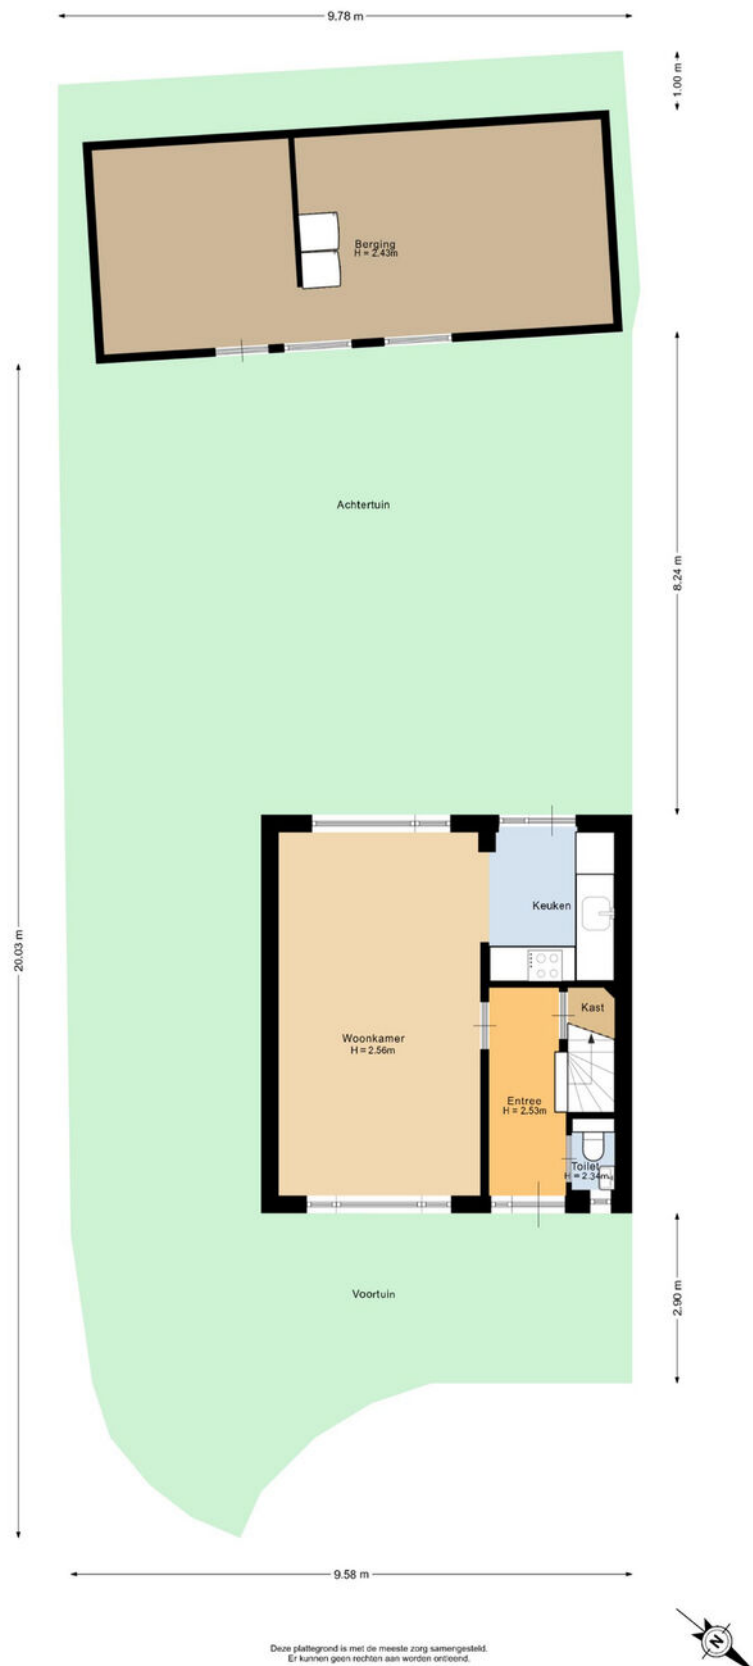 9.78 m
1.00 m
Berging
H = 2.43m
Achtertuin
8.24 m
20.03 m
Keuken
Kast
Woonkamer
H = 2.56m
Entree
H = 2.53m
Toilet
H = 2.34m
Voortuin
2.90 m
9.58 m
Deze plattegrond is met de meeste zorg samengesteld.
Er kunnen geen rechten aan worden ontleend.
N